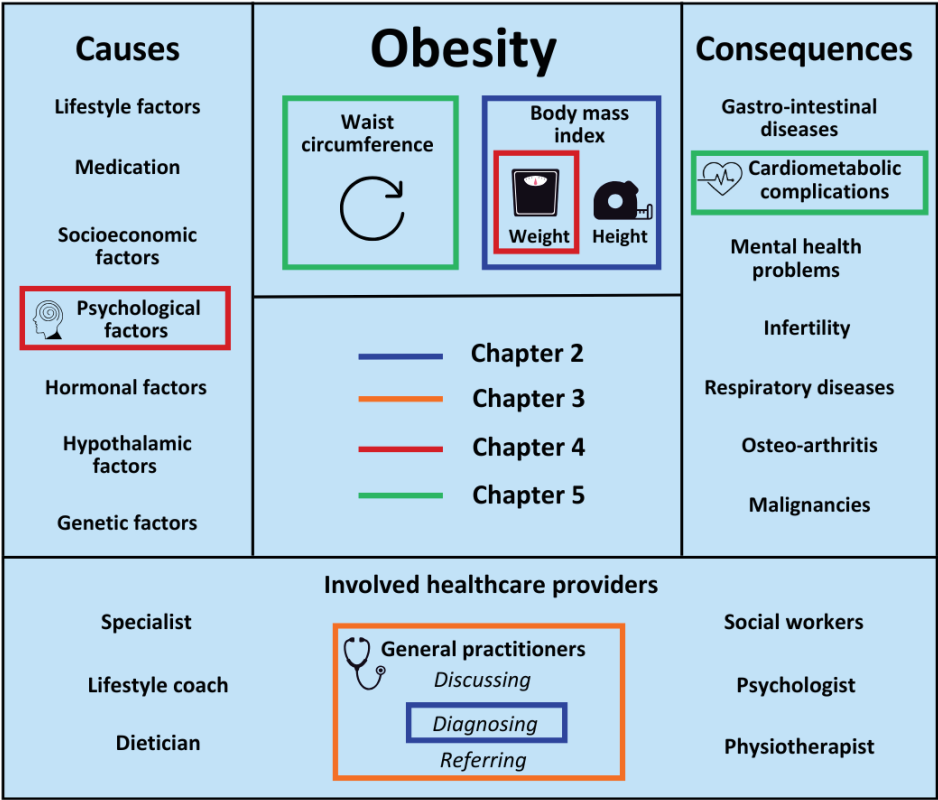 Causes
Lifestyle factors
Medication
Socioeconomic
factors
Psychological
factors
Hormonal factors
Hypothalamic
factors
Genetic factors
Obesity
Waist
circumference
Body mass
index
Weight
Height
Chapter 2
Chapter 3
Chapter 4
Chapter 5
Consequences
Gastro-intestinal
diseases
Cardiometabolic
complications
Mental health
problems
Infertility
Respiratory diseases
Osteo-arthritis
Malignancies
Involved healthcare providers
Specialist
Lifestyle coach
Dietician
General practitioners
Discussing
Diagnosing
Referring
Social workers
Psychologist
Physiotherapist